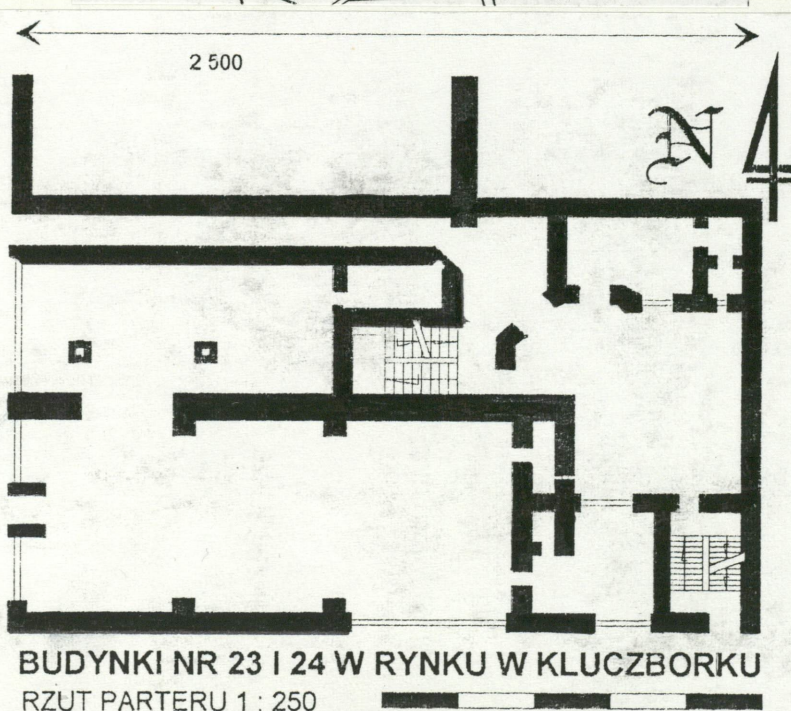 2 500
N
BUDYNKI NR 23 I 24 W RYNKU W KLUCZBORKU
RZUT PARTERU 1 : 250